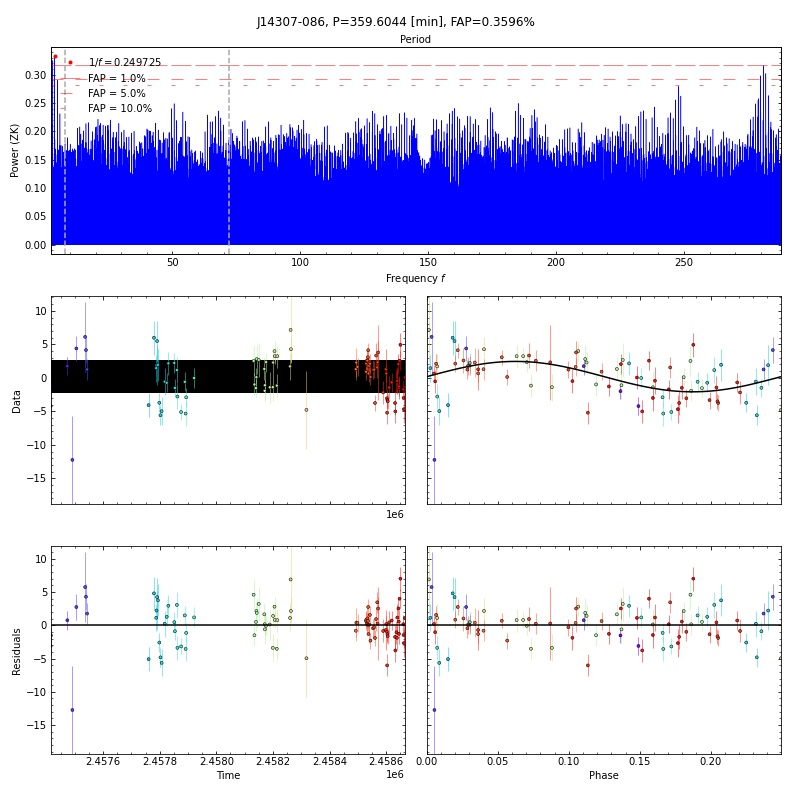 J14307-086, P=359.6044 [min], FAP=0.3596%
Period
1/f=0.249725
FAP = 1.0%
FAP = 5.0%
FAP = 10.0%
Power (ZK)
0.30
0.25
0.20
0.15
0.10
0.05
0.00
50 100 150 200 250
Frequency f
Data
10
5
0
−5
−10
−15
1e6
Residuals
10
5
0
−5
−10
−15
2.4576 2.4578 2.4580 2.4582 2.4584 2.4586
1e6
Time
0.00 0.05 0.10 0.15 0.20
Phase